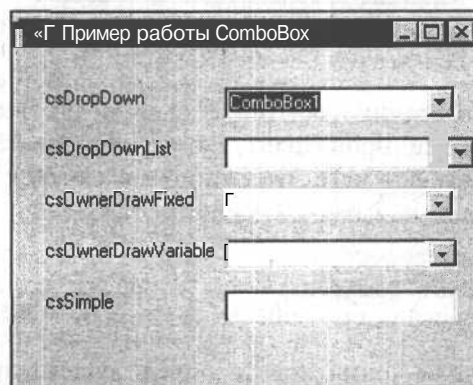 «Г Пример работы ComboBox
csDropDown ComboBox1
csDropDownList
csOwnerDrawFixed Г
csOwnerDrawVariable [
csSimple